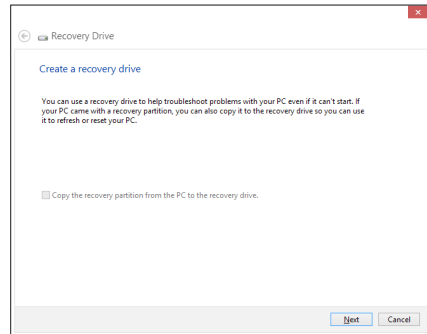 Recovery Drive
Create a recovery drive
You can use a recovery drive to help troubleshoot problems with your PC even if it can't start. If
your PC came with a recovery partition, you can also copy it to the recovery drive so you can use
it to refresh or reset your PC.
Copy the recovery partition from the PC to the recovery drive.
Next Cancel